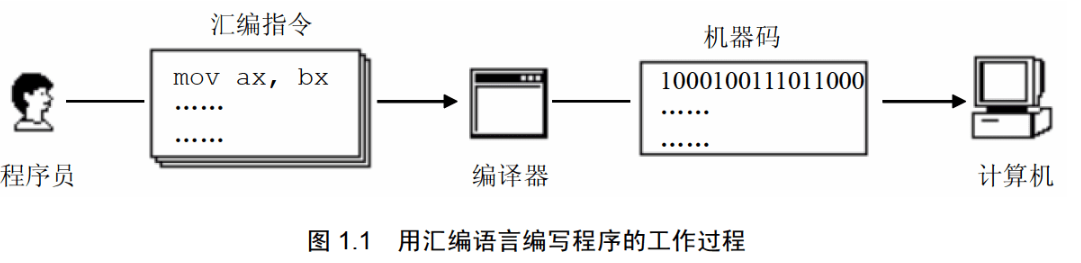 汇编指令
机器码
mov ax, bx
……
……
1000100111011000
……
……
程序员
编译器
计算机
图 1.1 用汇编语言编写程序的工作过程